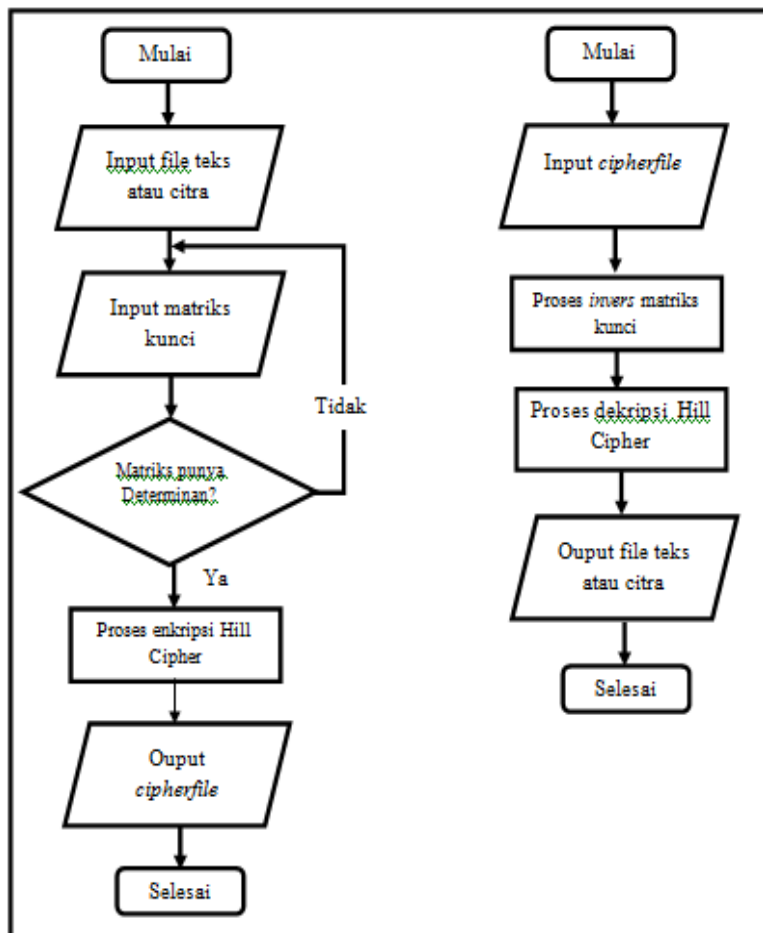 Mulai
Input file teks
atau citra
Input matriks
kunci
Tidak
Matriks punya
Determinan?
Ya
Proses enkripsi Hill
Cipher
Ouput
cipherfile
Selesai
Mulai
Input cipherfile
Proses invers matriks
kunci
Proses dekripsi Hill
Cipher
Ouput file teks
atau citra
Selesai